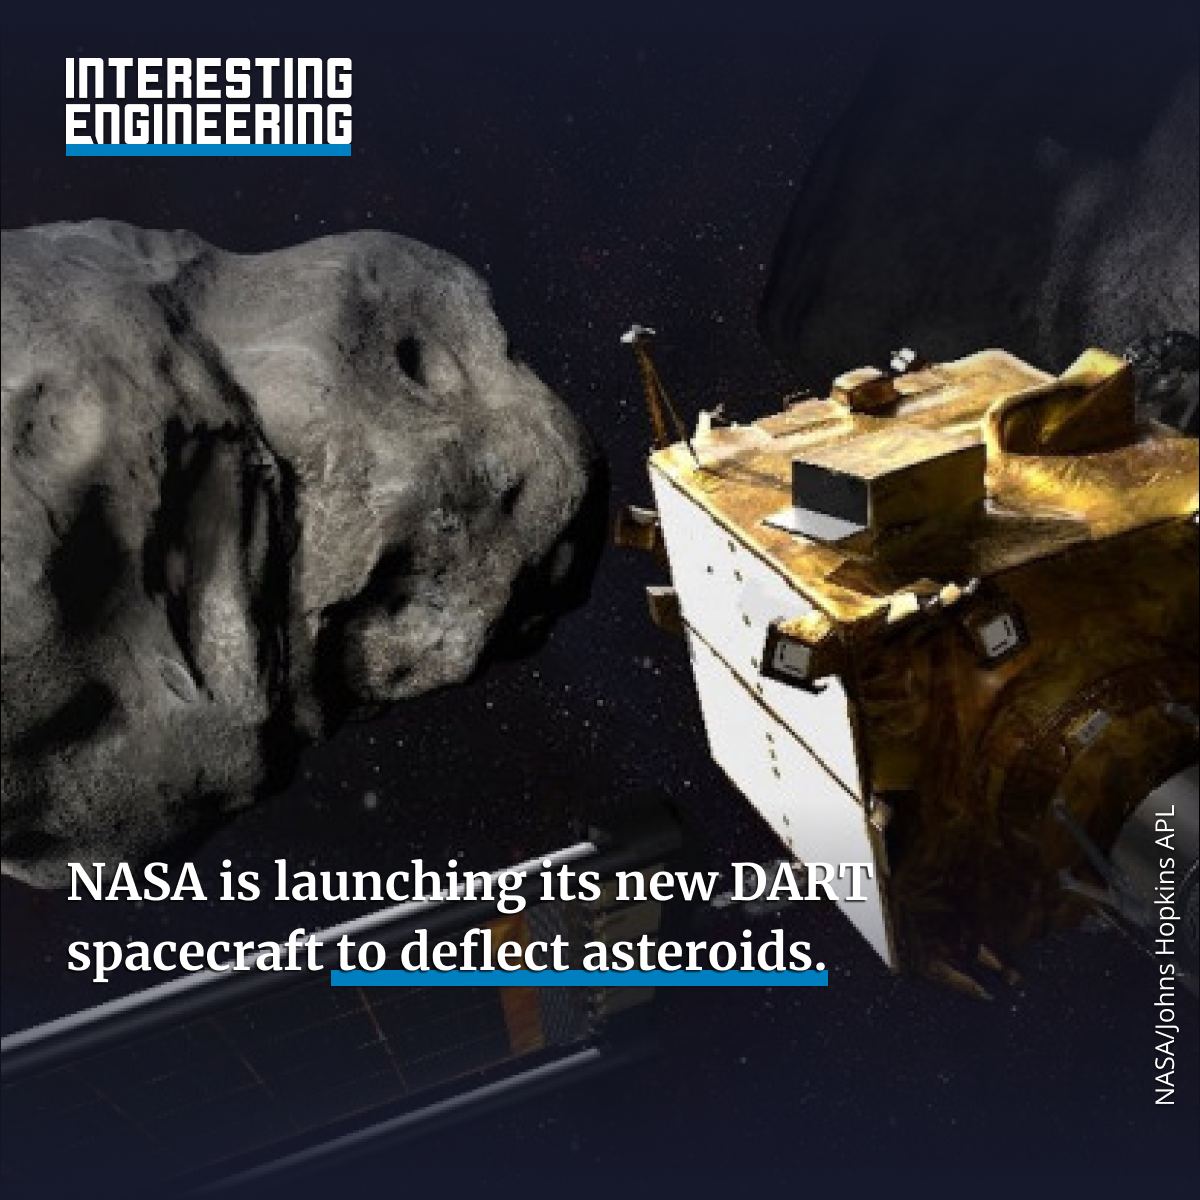 INTERESTING
ENGINEERING
NASA is launching its new DART
spacecraft to deflect asteroids.
NASA/Johns Hopkins APL